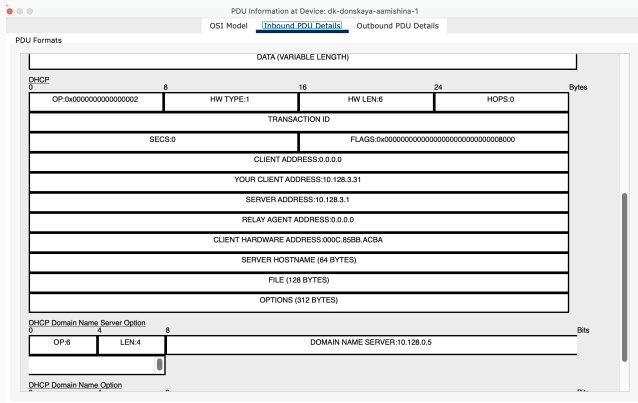 PDU Information at Device: dk-donskaya-aamishina-1
OSI Model Inbound PDU Details Outbound PDU Details
PDU Formats
DATA (VARIABLE LENGTH)
DHCP
0 8 16 24 Bytes
OP:0x0000000000000002 HW TYPE:1 HW LEN:6 HOPS:0
TRANSACTION ID
SECS:0 FLAGS:0x00000000000000000000000000008000
CLIENT ADDRESS:0.0.0.0
YOUR CLIENT ADDRESS:10.128.3.31
SERVER ADDRESS:10.128.3.1
RELAY AGENT ADDRESS:0.0.0.0
CLIENT HARDWARE ADDRESS:000C.85BB.ACBA
SERVER HOSTNAME (64 BYTES)
FILE (128 BYTES)
OPTIONS (312 BYTES)
DHCP Domain Name Server Option
0 4 8 Bits
OP:6 LEN:4 DOMAIN NAME SERVER:10.128.0.5
DHCP Domain Name Option